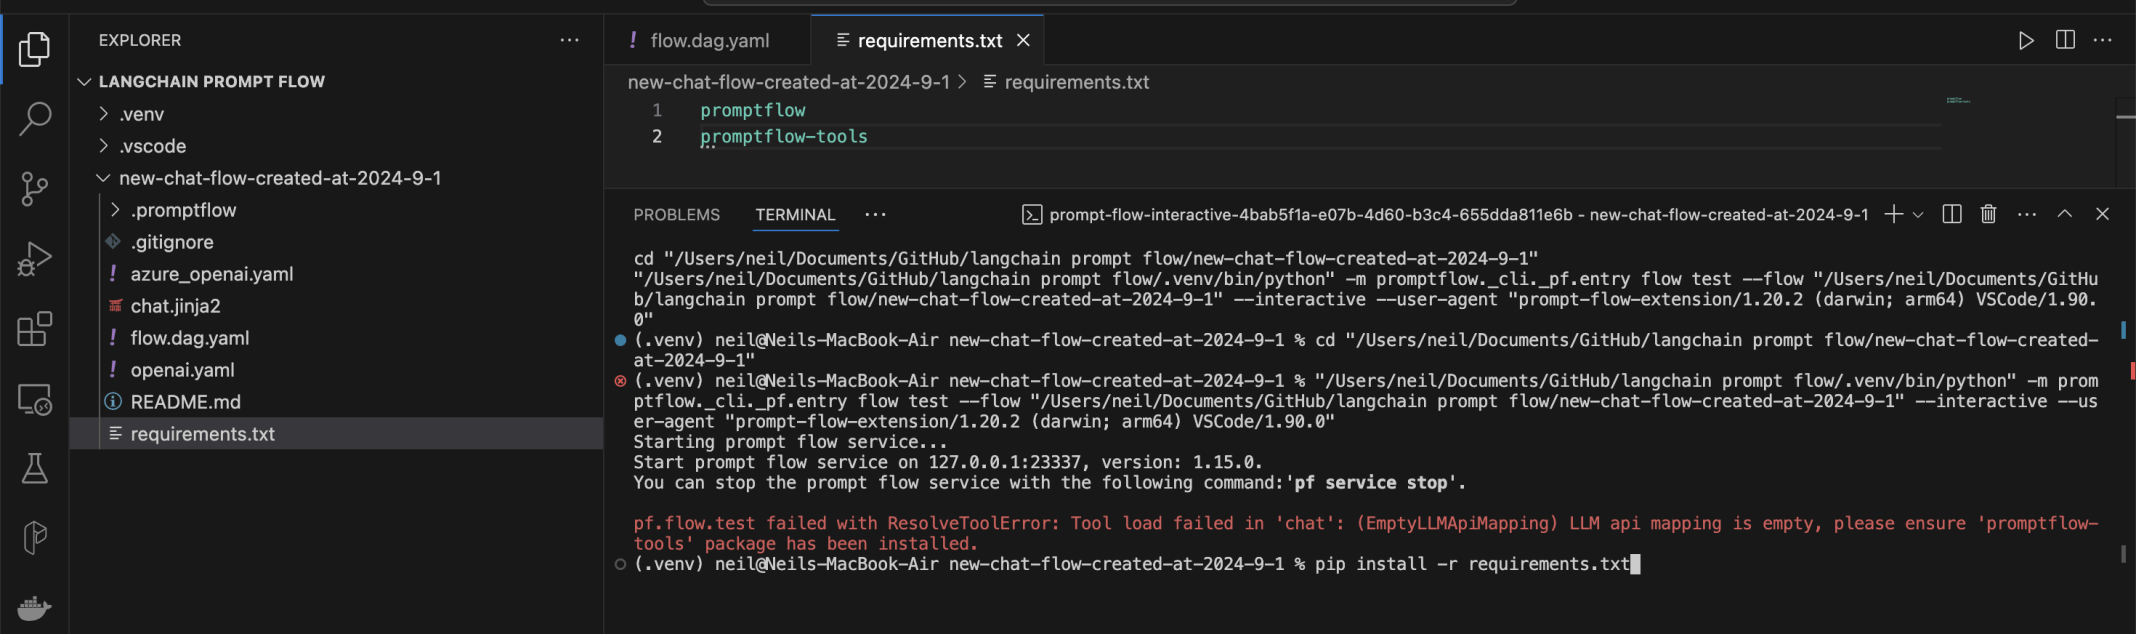 EXPLORER
LANGCHAIN PROMPT FLOW
.venv
.vscode
new-chat-flow-created-at-2024-9-1
.promptflow
.gitignore
! azure_openai.yaml
chat.jinja2
! flow.dag.yaml
! openai.yaml
README.md
requirements.txt
! flow.dag.yaml
requirements.txt
new-chat-flow-created-at-2024-9-1 > requirements.txt
1 promptflow
2 promptflow-tools
PROBLEMS TERMINAL ··· prompt-flow-interactive-4bab5f1a-e07b-4d60-b3c4-655dda811e6b - new-chat-flow-created-at-2024-9-1
cd "/Users/neil/Documents/GitHub/langchain prompt flow/new-chat-flow-created-at-2024-9-1"
"/Users/neil/Documents/GitHub/langchain prompt flow/.venv/bin/python" -m promptflow._cli._pf.entry flow test --flow "/Users/neil/Documents/GitHu
b/langchain prompt flow/new-chat-flow-created-at-2024-9-1" --interactive --user-agent "prompt-flow-extension/1.20.2 (darwin; arm64) VSCode/1.90.
0"
(.venv) neil@Neils-MacBook-Air new-chat-flow-created-at-2024-9-1 % cd "/Users/neil/Documents/GitHub/langchain prompt flow/new-chat-flow-created-
at-2024-9-1"
(.venv) neil@Neils-MacBook-Air new-chat-flow-created-at-2024-9-1 % "/Users/neil/Documents/GitHub/langchain prompt flow/.venv/bin/python" -m prom
ptflow._cli._pf.entry flow test --flow "/Users/neil/Documents/GitHub/langchain prompt flow/new-chat-flow-created-at-2024-9-1" --interactive --us
er-agent "prompt-flow-extension/1.20.2 (darwin; arm64) VSCode/1.90.0"
Starting prompt flow service...
Start prompt flow service on 127.0.0.1:23337, version: 1.15.0.
You can stop the prompt flow service with the following command:'pf service stop'.
pf.flow.test failed with ResolveToolError: Tool load failed in 'chat': (EmptyLLMApiMapping) LLM api mapping is empty, please ensure 'promptflow-
tools' package has been installed.
(.venv) neil@Neils-MacBook-Air new-chat-flow-created-at-2024-9-1 % pip install -r requirements.txt